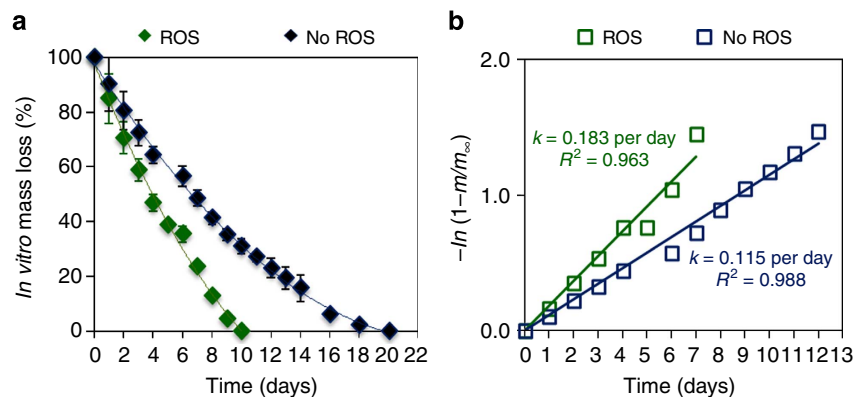 a
ROS
No ROS
100
80
60
40
20
0
In vitro mass loss (%)
0 2 4 6 8 10 12 14 16 18 20 22
Time (days)
b
ROS
No ROS
2.0
1.0
0.0
–ln (1–m/m∞)
k = 0.183 per day
R² = 0.963
k = 0.115 per day
R² = 0.988
0 1 2 3 4 5 6 7 8 9 10 11 12 13
Time (days)